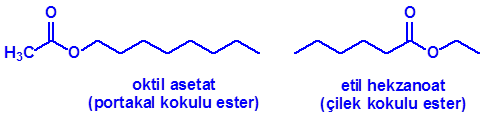 O
H₃C
O
oktil asetat
(portakal kokulu ester)
O
O
etil hekzanoat
(çilek kokulu ester)